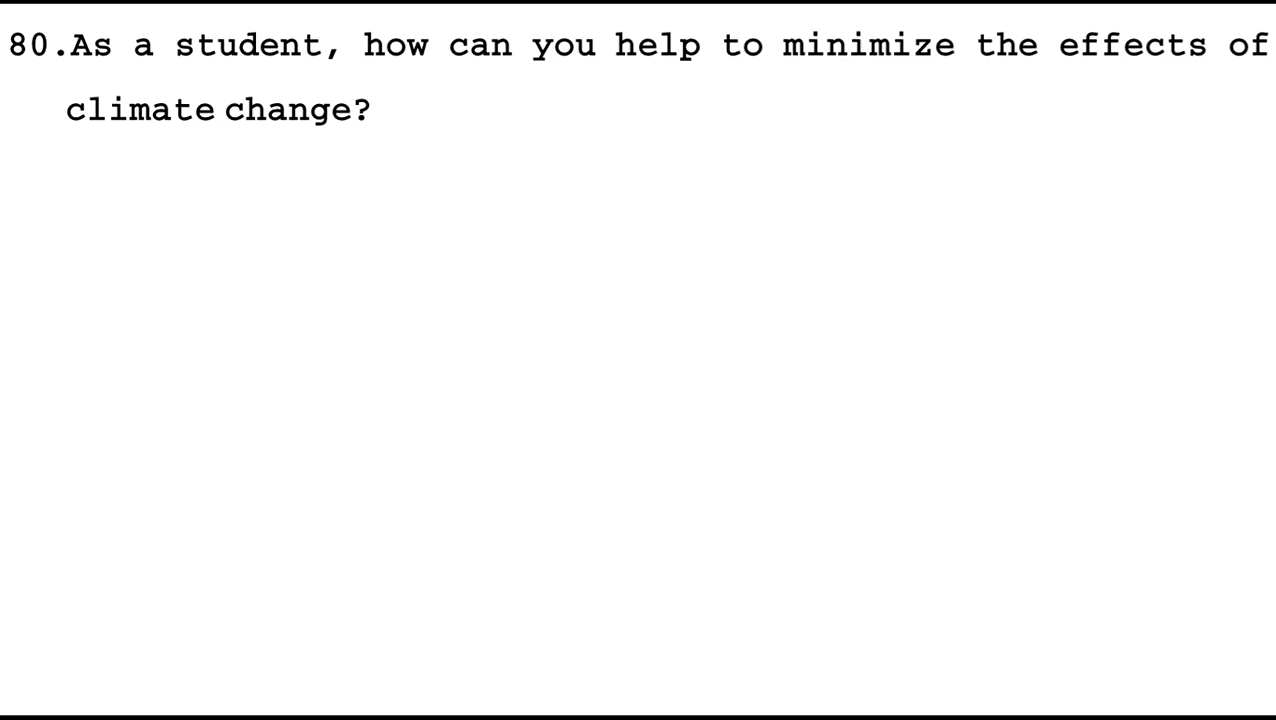 80.As a student, how can you help to minimize the effects of
climate change?